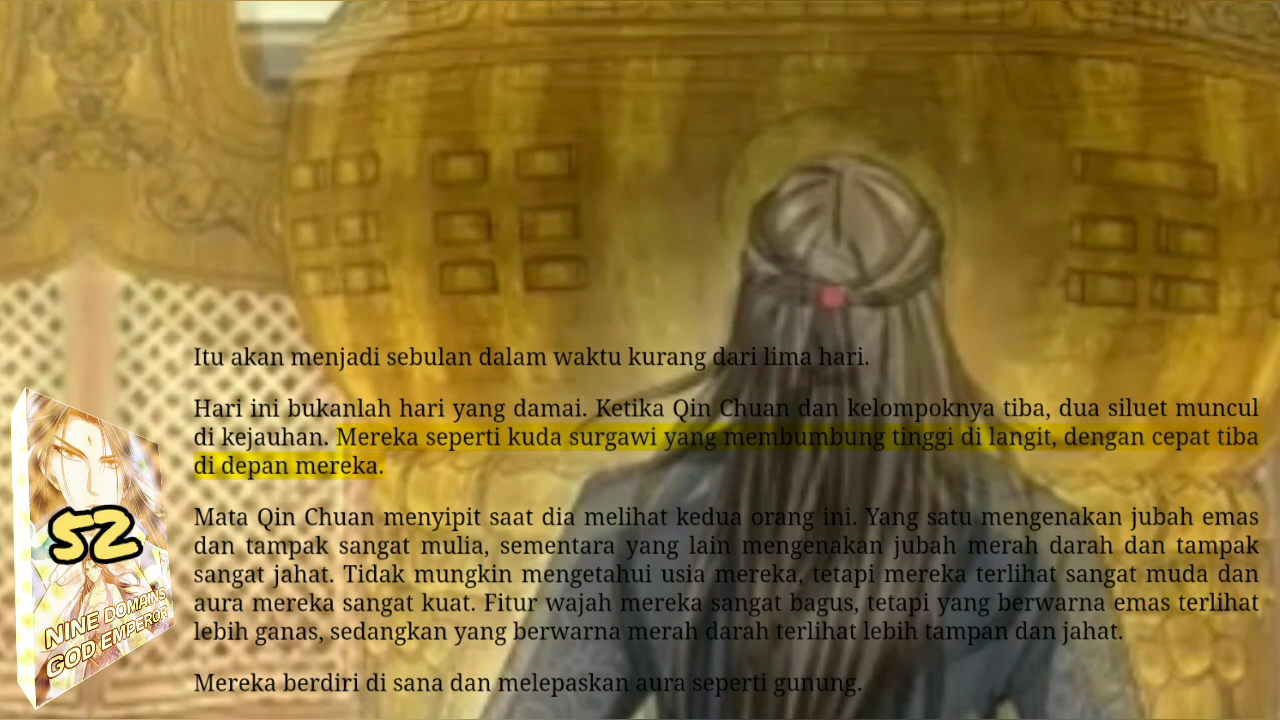 Itu akan menjadi sebulan dalam waktu kurang dari lima hari.
Hari ini bukanlah hari yang damai. Ketika Qin Chuan dan kelompoknya tiba, dua siluet muncul
di kejauhan. Mereka seperti kuda surgawi yang membumbung tinggi di langit, dengan cepat tiba
di depan mereka.
Mata Qin Chuan menyipit saat dia melihat kedua orang ini. Yang satu mengenakan jubah emas
dan tampak sangat mulia, sementara yang lain mengenakan jubah merah darah dan tampak
sangat jahat. Tidak mungkin mengetahui usia mereka, tetapi mereka terlihat sangat muda dan
aura mereka sangat kuat. Fitur wajah mereka sangat bagus, tetapi yang berwarna emas terlihat
lebih ganas, sedangkan yang berwarna merah darah terlihat lebih tampan dan jahat.
Mereka berdiri di sana dan melepaskan aura seperti gunung.
52
NINE DOMAINS
GOD EMPEROR